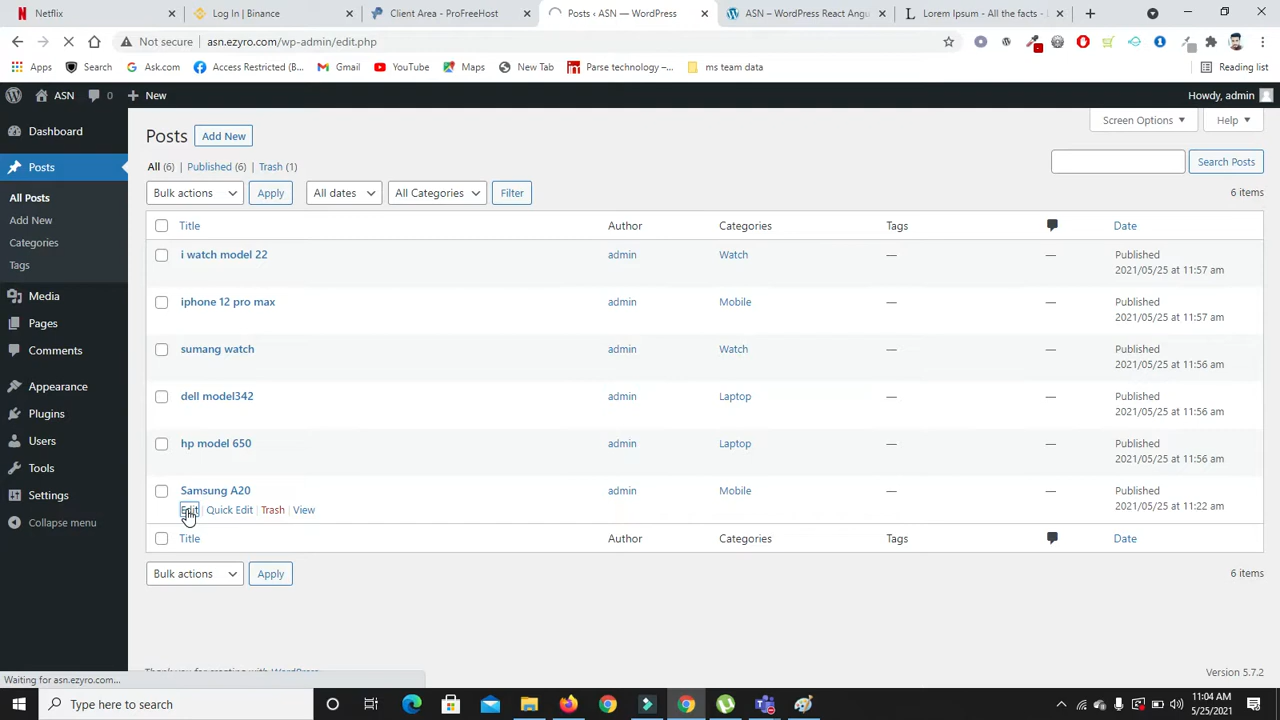 Netflix
Log In | Binance
Client Area - ProFreeHost
Posts ‹ ASN — WordPress
ASN – WordPress React Angu
Lorem Ipsum - All the facts -
Not secure
asn.ezyro.com/wp-admin/edit.php
Apps
Search
Ask.com
Access Restricted (B...
Gmail
YouTube
Maps
New Tab
Parse technology –...
ms team data
Reading list
ASN
0
New
Howdy, admin
Dashboard
Posts
All Posts
Add New
Categories
Tags
Media
Pages
Comments
Appearance
Plugins
Users
Tools
Settings
Collapse menu
Screen Options
Help
Posts
Add New
All (6) | Published (6) | Trash (1)
Search Posts
Bulk actions
Apply
All dates
All Categories
Filter
6 items
Title Author Categories Tags Date
i watch model 22 admin Watch — — Published
2021/05/25 at 11:57 am
iphone 12 pro max admin Mobile — — Published
2021/05/25 at 11:57 am
sumang watch admin Watch — — Published
2021/05/25 at 11:56 am
dell model342 admin Laptop — — Published
2021/05/25 at 11:56 am
hp model 650 admin Laptop — — Published
2021/05/25 at 11:56 am
Samsung A20 admin Mobile — — Published
2021/05/25 at 11:22 am
Edit | Quick Edit | Trash | View
Title Author Categories Tags Date
Bulk actions
Apply
6 items
Thank you for creating with WordPress
Version 5.7.2
Waiting for asn.ezyro.com...
Type here to search
11:04 AM
5/25/2021